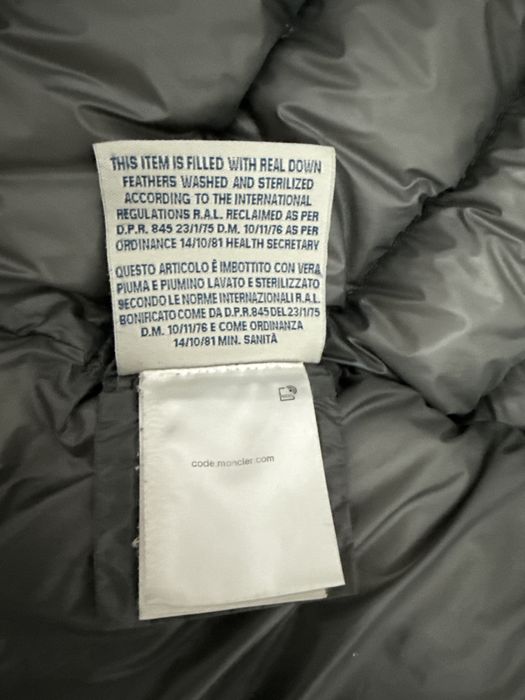 THIS ITEM IS FILLED WITH REAL DOWN
FEATHERS WASHED AND STERILIZED
ACCORDING TO THE INTERNATIONAL
REGULATIONS R.A.L. RECLAIMED AS PER
D.P.R. 845 23/1/75 D.M. 10/11/76 AS PER
ORDINANCE 14/10/81 HEALTH SECRETARY
QUESTO ARTICOLO È IMBOTTITO CON VERA
PIUMA E PIUMINO LAVATO E STERILIZZATO
SECONDO LE NORME INTERNAZIONALI R.A.L.
BONIFICATO COME DA D.P.R. 845 DEL 23/1/75
D.M. 10/11/76 E COME ORDINANZA
14/10/81 MIN. SANITÀ
code.moncler.com